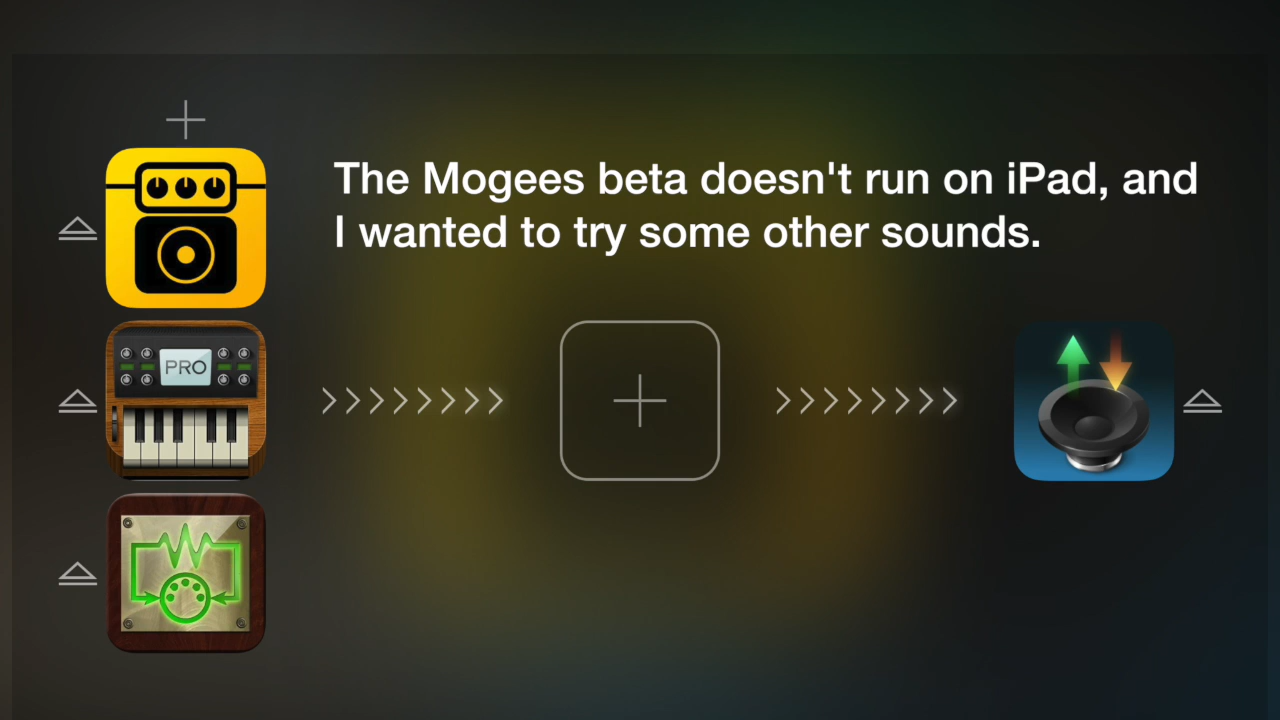 The Mogees beta doesn't run on iPad, and
I wanted to try some other sounds.
PRO